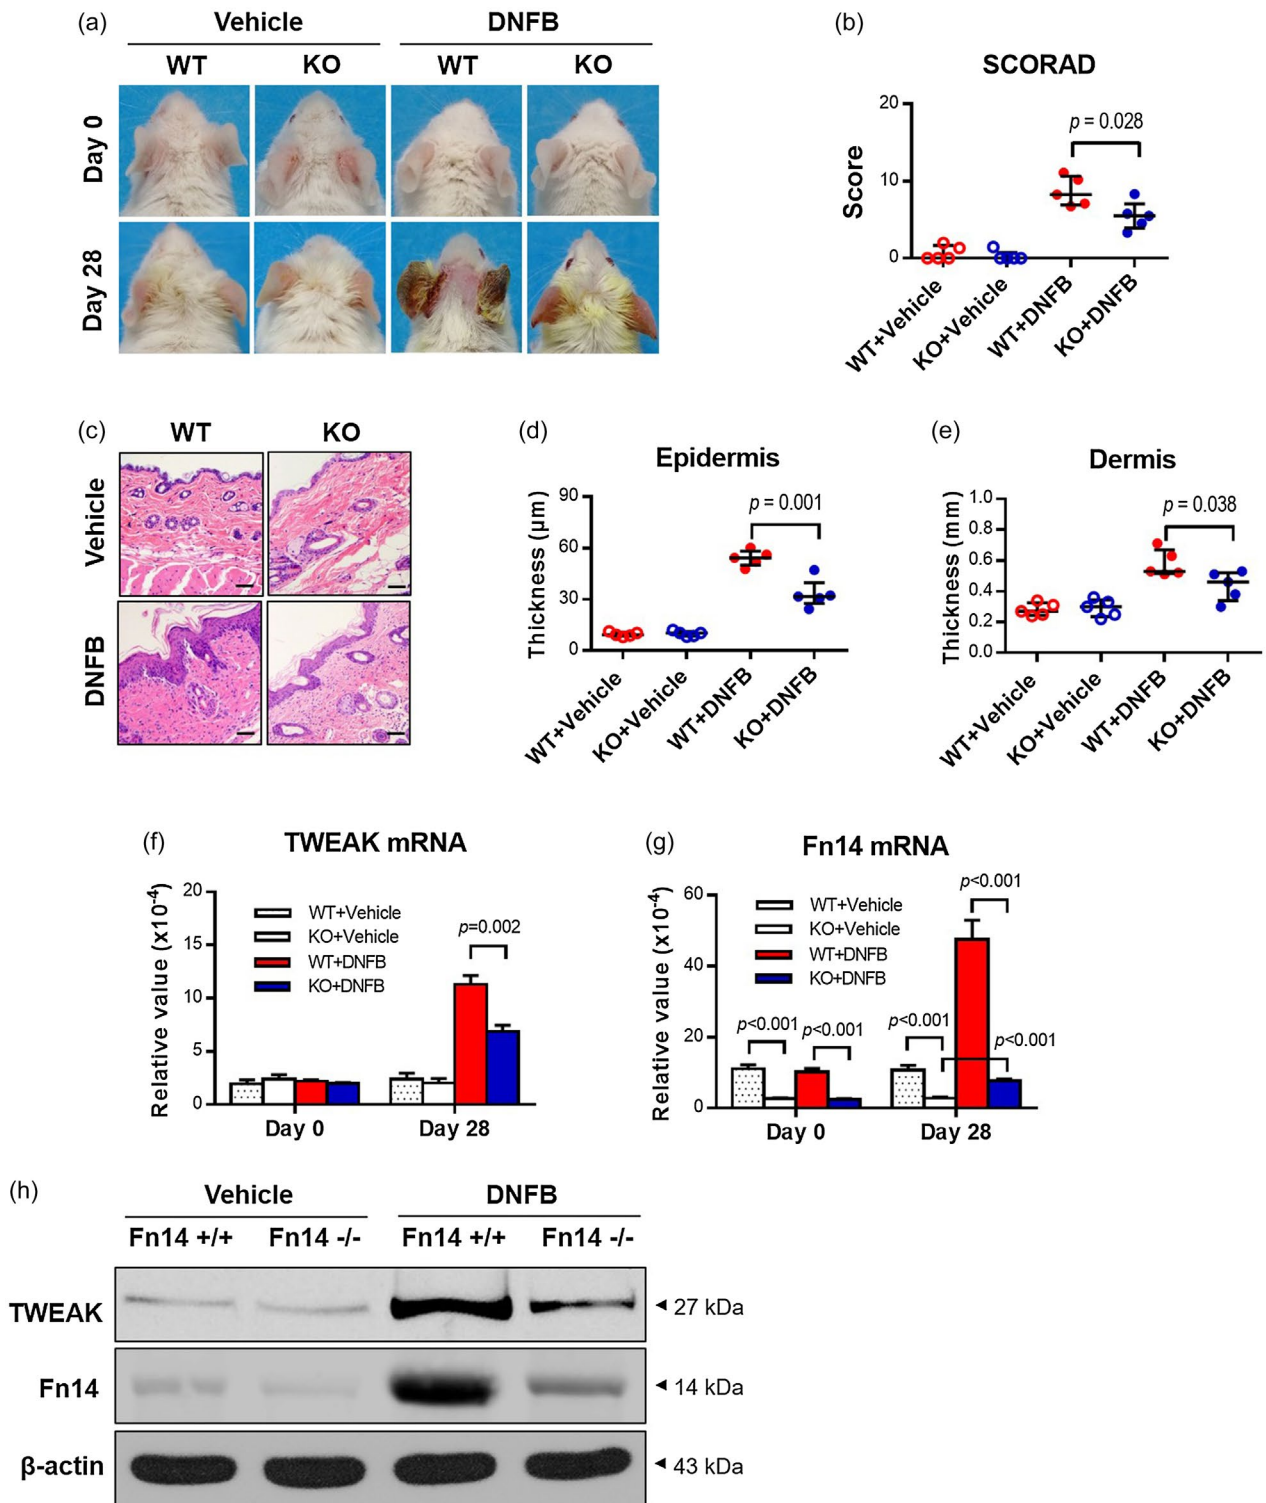 (a)
Vehicle
DNFB
WT
KO
WT
KO
Day 0
Day 28
(b)
SCORAD
Score
20
10
0
p = 0.028
WT+Vehicle
KO+Vehicle
WT+DNFB
KO+DNFB
(c)
WT
KO
Vehicle
DNFB
(d)
Epidermis
Thickness (μm)
90
60
30
0
p = 0.001
WT+Vehicle
KO+Vehicle
WT+DNFB
KO+DNFB
(e)
Dermis
Thickness (mm)
1.0
0.8
0.6
0.4
0.2
0.0
p = 0.038
WT+Vehicle
KO+Vehicle
WT+DNFB
KO+DNFB
(f)
TWEAK mRNA
Relative value (x10-4)
20
15
10
5
0
WT+Vehicle
KO+Vehicle
WT+DNFB
KO+DNFB
p=0.002
Day 0
Day 28
(g)
Fn14 mRNA
Relative value (x10-4)
60
40
20
0
WT+Vehicle
KO+Vehicle
WT+DNFB
KO+DNFB
p<0.001
p<0.001
p<0.001
p<0.001
p<0.001
Day 0
Day 28
(h)
Vehicle
DNFB
Fn14 +/+
Fn14 -/-
Fn14 +/+
Fn14 -/-
TWEAK
27 kDa
Fn14
14 kDa
β-actin
43 kDa